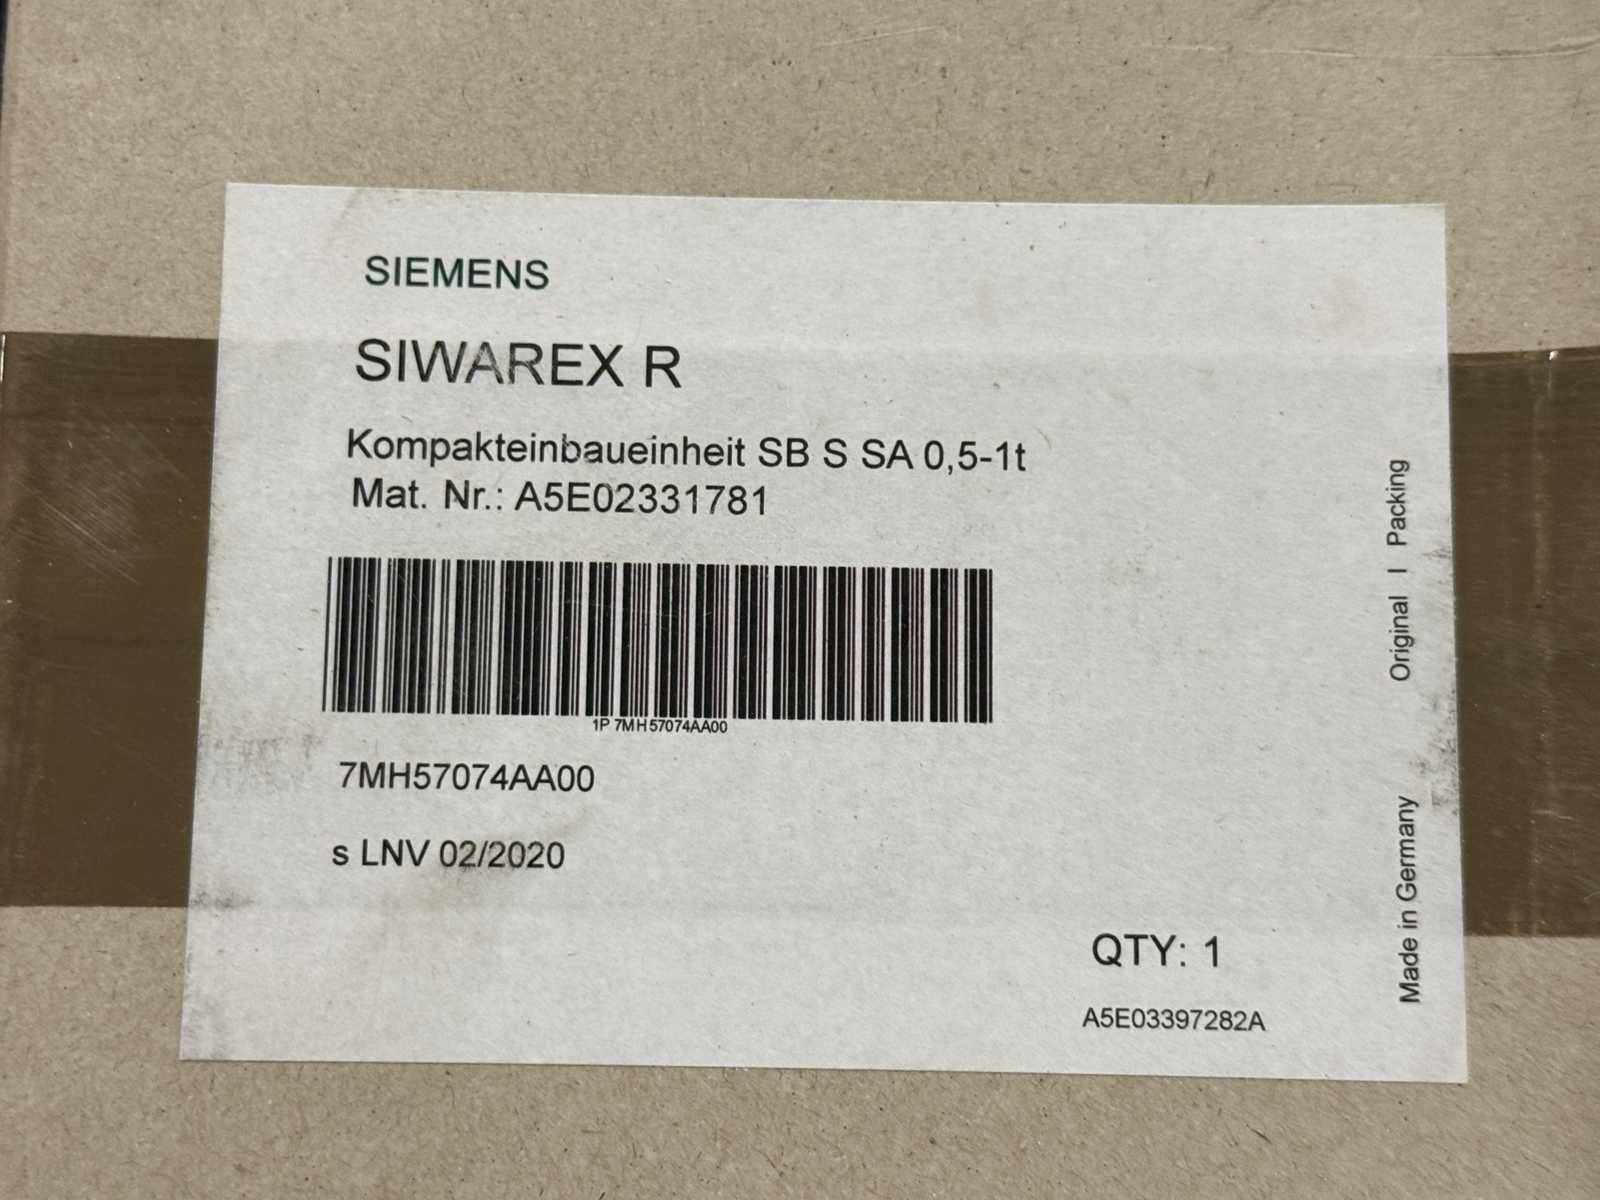 SIEMENS
SIWAREX R
Kompakteinbaueinheit SB S SA 0,5-1t
Mat. Nr.: A5E02331781
1P 7MH57074AA00
7MH57074AA00
s LNV 02/2020
QTY: 1
A5E03397282A
Original I Packing
Made in Germany